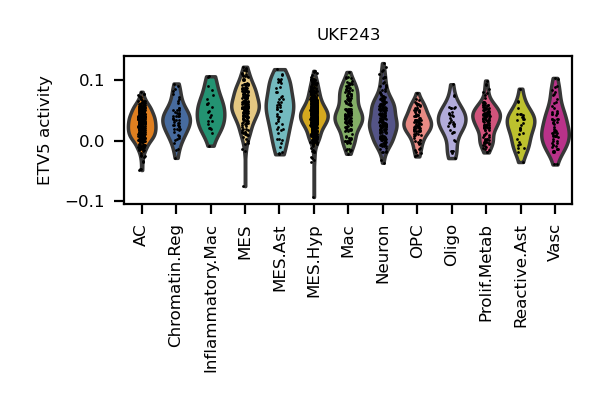 UKF243
ETV5 activity
0.1
0.0
−0.1
AC
Chromatin.Reg
Inflammatory.Mac
MES
MES.Ast
MES.Hyp
Mac
Neuron
OPC
Oligo
Prolif.Metab
Reactive.Ast
Vasc